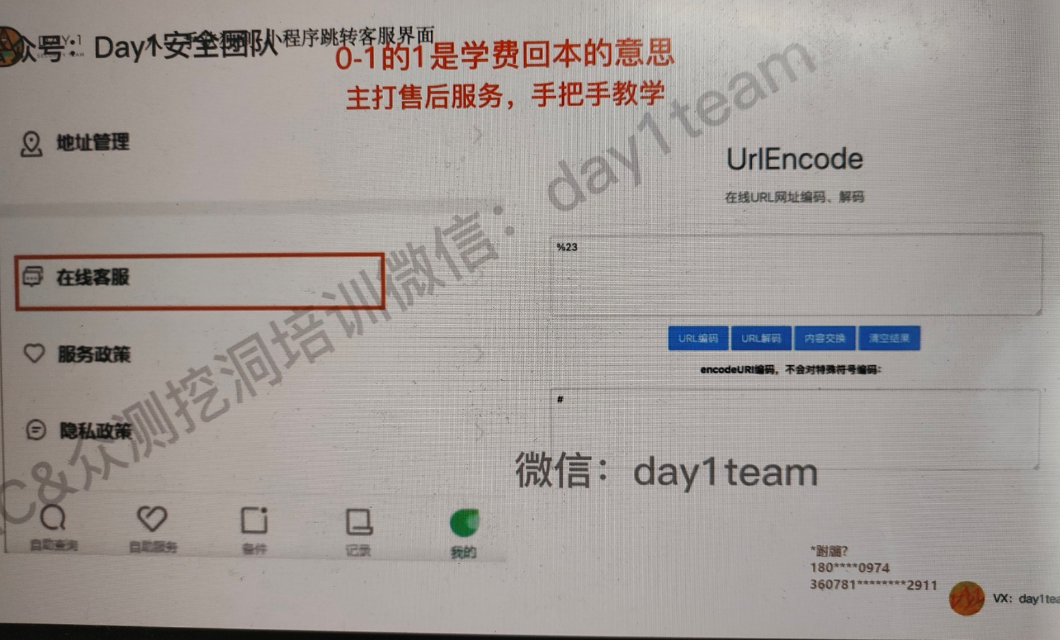 众号：Day1安全团队
小程序跳转客服界面
0-1的1是学费回本的意思
主打售后服务，手把手教学
地址管理
UrlEncode
在线URL网址编码、解码
%23
在线客服
URL编码 URL解码 内容交换 清空结果
encodeURI编码，不会对特殊符号编码：
服务政策
#
隐私政策
C&众测挖洞培训微信：day1team
微信：day1team
自助查询 自助服务 备件 记录 我的
180****0974
360781********2911
VX：day1tea